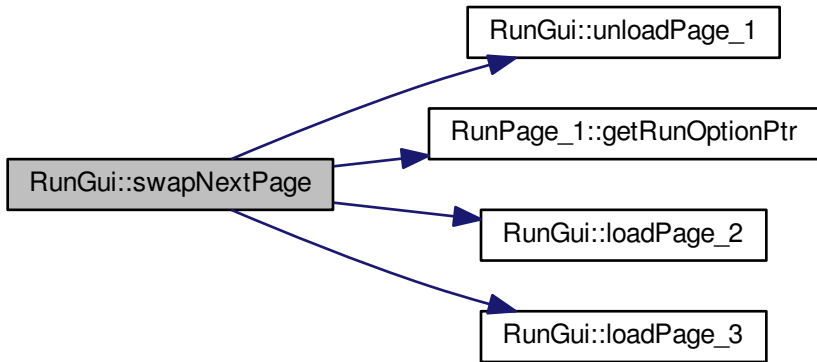 RunGui::unloadPage_1
RunPage_1::getRunOptionPtr
RunGui::swapNextPage
RunGui::loadPage_2
RunGui::loadPage_3